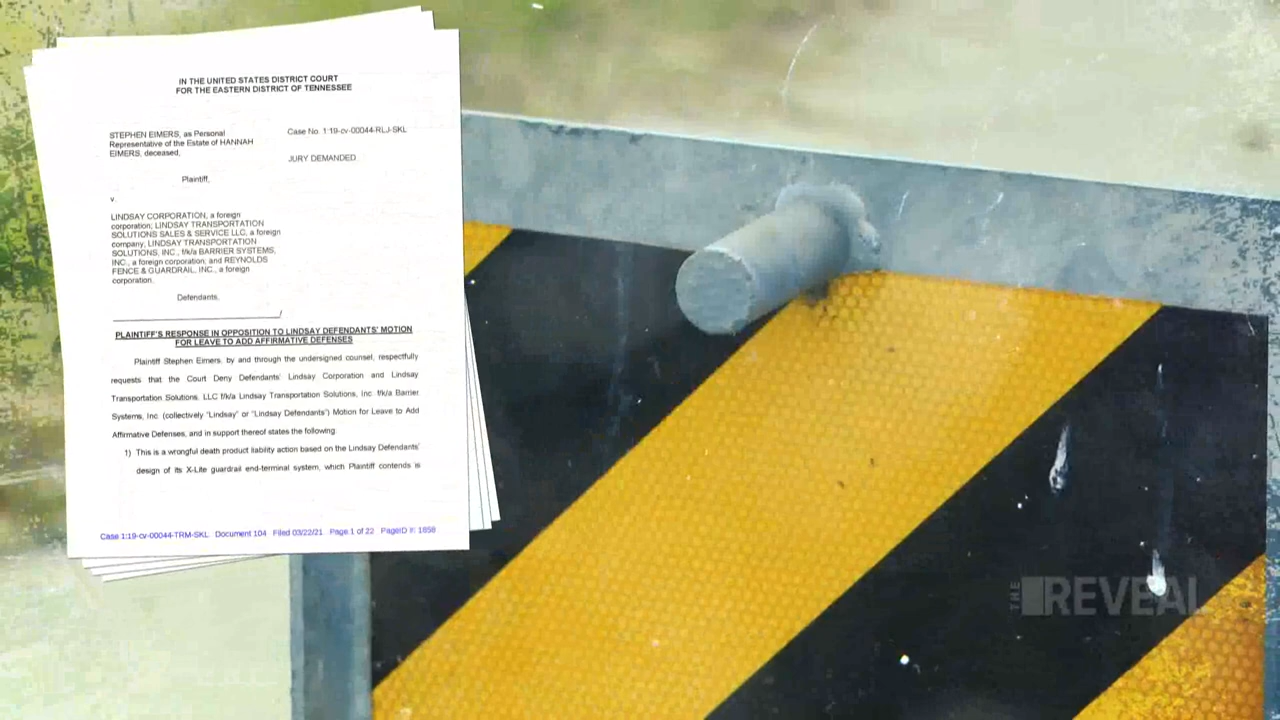 IN THE UNITED STATES DISTRICT COURT
FOR THE EASTERN DISTRICT OF TENNESSEE
STEPHEN EIMERS, as Personal
Representative of the Estate of HANNAH
EIMERS, deceased,
Plaintiff,
v.
LINDSAY CORPORATION, a foreign
corporation; LINDSAY TRANSPORTATION
SOLUTIONS SALES & SERVICE LLC, a foreign
company, LINDSAY TRANSPORTATION
SOLUTIONS, INC., f/k/a BARRIER SYSTEMS,
INC., a foreign corporation; and REYNOLDS
FENCE & GUARDRAIL, INC., a foreign
corporation.
Defendants.
Case No. 1:19-cv-00044-RLJ-SKL
JURY DEMANDED
PLAINTIFF'S RESPONSE IN OPPOSITION TO LINDSAY DEFENDANTS' MOTION
FOR LEAVE TO ADD AFFIRMATIVE DEFENSES
Plaintiff Stephen Eimers, by and through the undersigned counsel, respectfully
requests that the Court Deny Defendants' Lindsay Corporation and Lindsay
Transportation Solutions, LLC f/k/a Lindsay Transportation Solutions, Inc f/k/a Barrier
Systems, Inc (collectively "Lindsay" or "Lindsay Defendants") Motion for Leave to Add
Affirmative Defenses, and in support thereof states the following:
1) This is a wrongful death product liability action based on the Lindsay Defendants'
design of its X-Lite guardrail end-terminal system, which Plaintiff contends is
Case 1:19-cv-00044-TRM-SKL Document 104 Filed 03/22/21 Page 1 of 22 PageID #: 1858
THE REVEAL